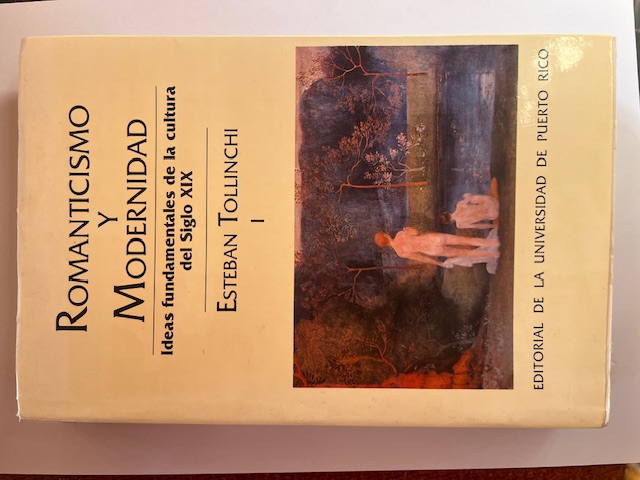 ROMANTICISMO
Y
MODERNIDAD
Ideas fundamentales de la cultura
del Siglo XIX
ESTEBAN TOLLINCHI
I
EDITORIAL DE LA UNIVERSIDAD DE PUERTO RICO